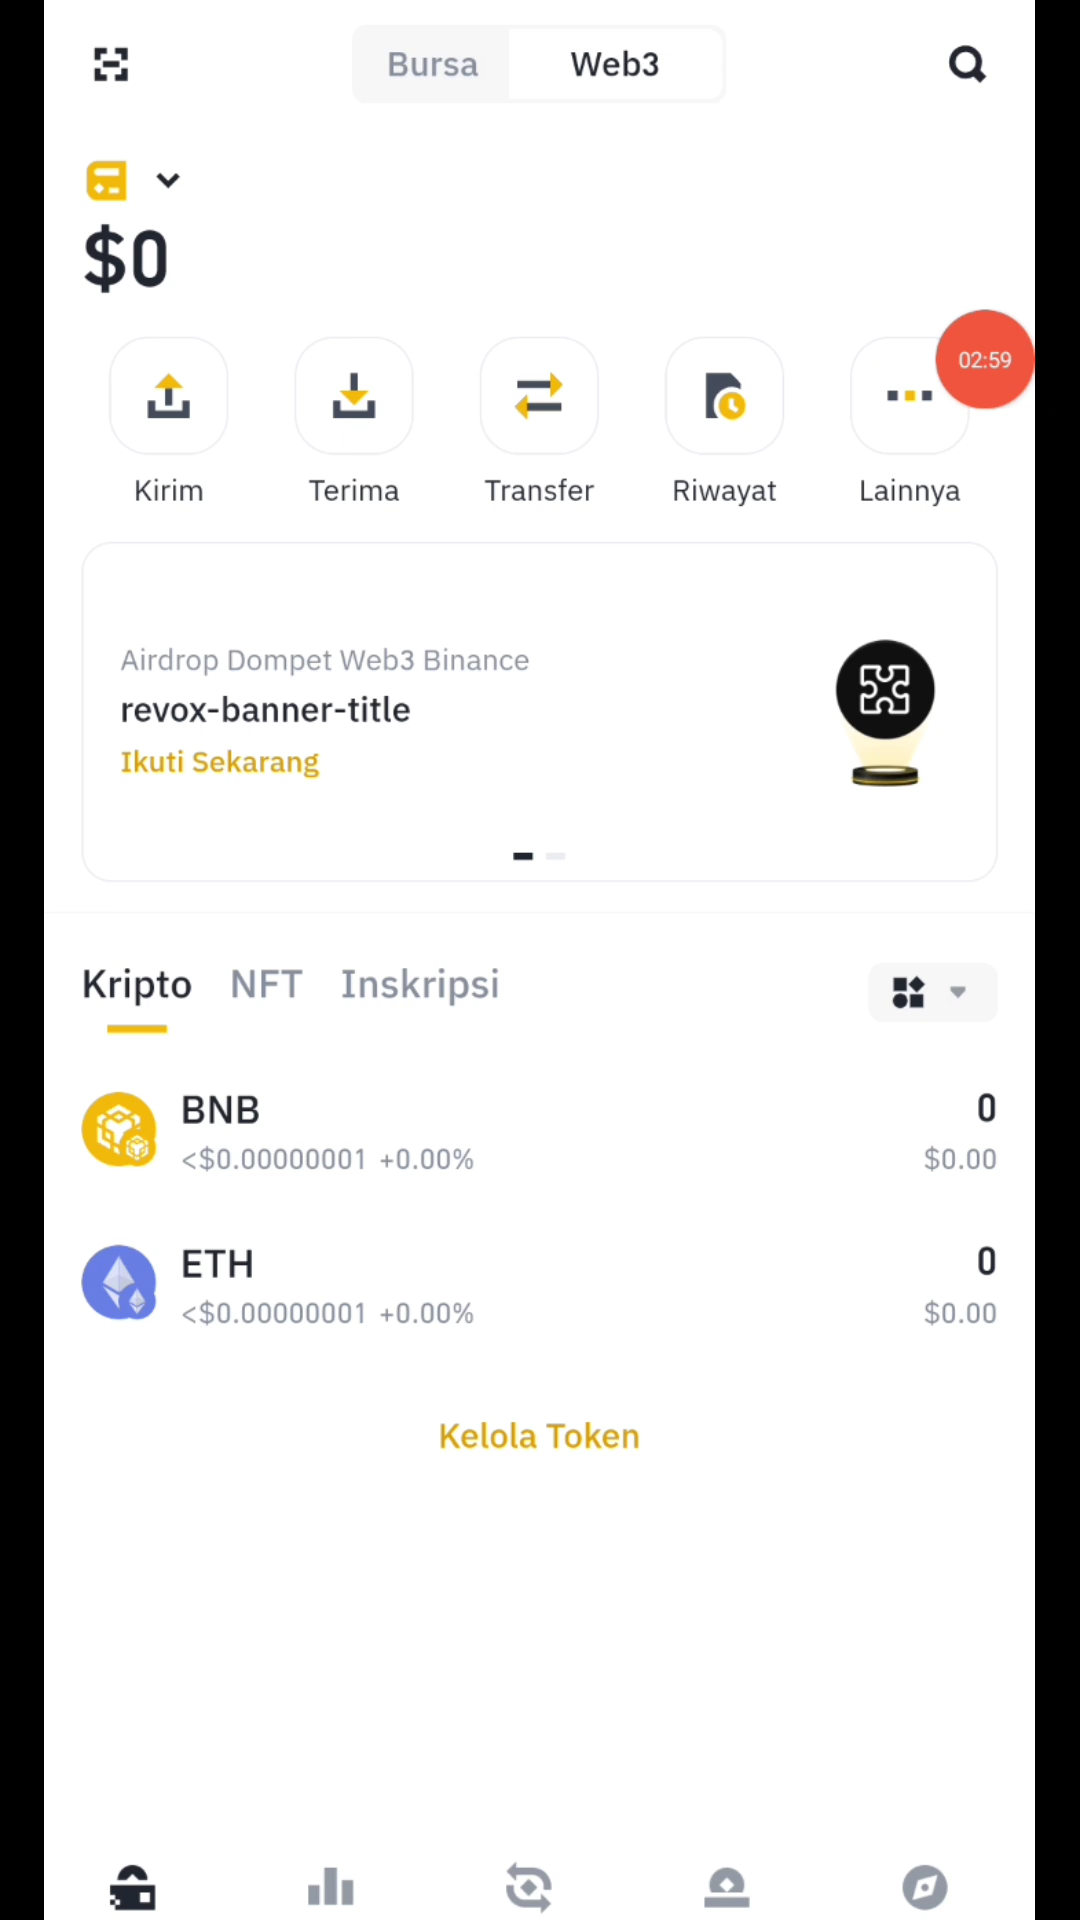 Bursa
Web3
$0
02:59
Kirim
Terima
Transfer
Riwayat
Lainnya
Airdrop Dompet Web3 Binance
revox-banner-title
Ikuti Sekarang
Kripto
NFT
Inskripsi
BNB
0
<$0.00000001 +0.00%
$0.00
ETH
0
<$0.00000001 +0.00%
$0.00
Kelola Token